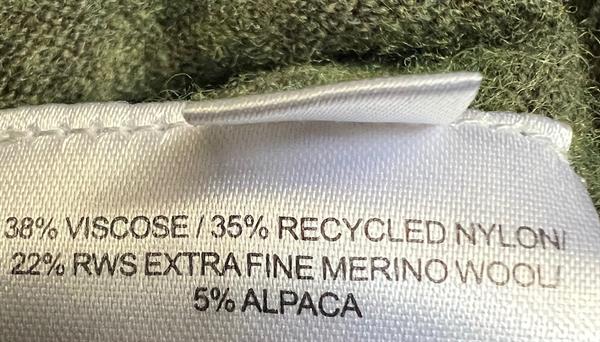 38% VISCOSE / 35% RECYCLED NYLON/
22% RWS EXTRA FINE MERINO WOOL/
5% ALPACA